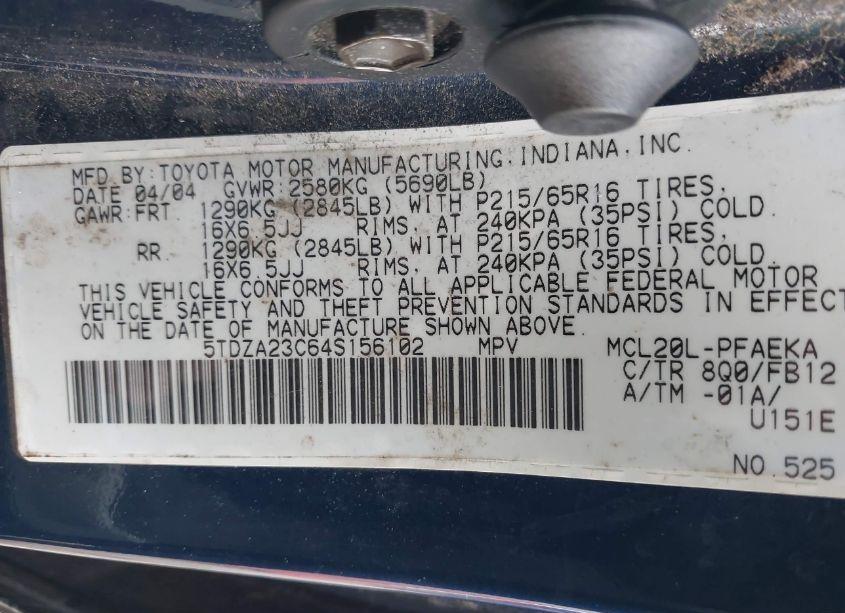 MFD BY: TOYOTA MOTOR MANUFACTURING, INDIANA, INC.
DATE 04/04 GVWR: 2580KG (5690LB)
GAWR: FRT. 1290KG (2845LB) WITH P215/65R16 TIRES,
16X6.5JJ RIMS, AT 240KPA (35PSI) COLD.
RR. 1290KG (2845LB) WITH P215/65R16 TIRES,
16X6.5JJ RIMS, AT 240KPA (35PSI) COLD.
THIS VEHICLE CONFORMS TO ALL APPLICABLE FEDERAL MOTOR
VEHICLE SAFETY AND THEFT PREVENTION STANDARDS IN EFFECT
ON THE DATE OF MANUFACTURE SHOWN ABOVE.
5TDZA23C64S156102 MPV MCL20L-PFAEKA
C/TR 8Q0/FB12
A/TM -01A/
U151E
NO.525